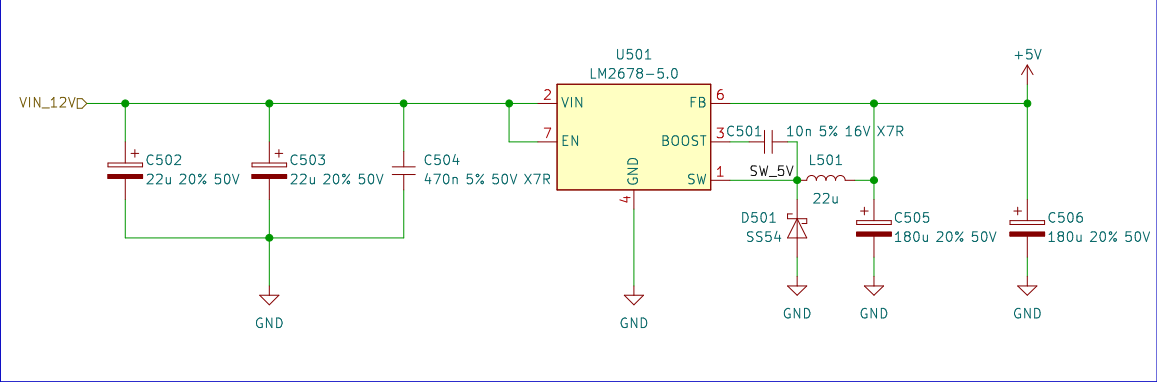 U501
LM2678-5.0
+5V
VIN_12V
2
VIN
FB
6
7
EN
BOOST
3
C501
10n 5% 16V X7R
C502
22u 20% 50V
C503
22u 20% 50V
C504
470n 5% 50V X7R
GND
SW
1
SW_5V
L501
22u
4
D501
SS54
+
+
+
+
C505
180u 20% 50V
C506
180u 20% 50V
GND
GND
GND
GND
GND